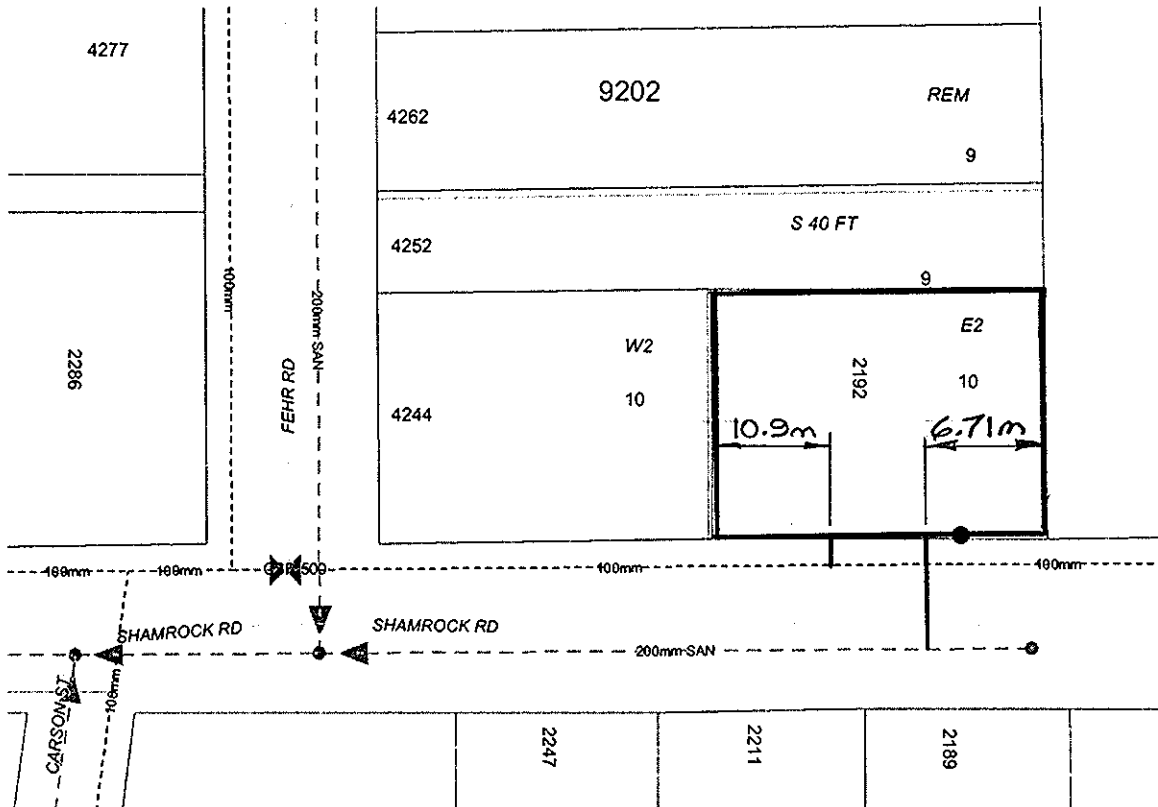 4277
9202
REM
4262
9
S 40 FT
4252
9
100mm
200mm SAN
FEHR RD
2286
W2
10
4244
2192
E2
10
10.9m
6.71m
100mm
100mm
100mm
100mm
SHAMROCK RD
SHAMROCK RD
200mm SAN
100mm
CARSON ST
2247
2211
2189